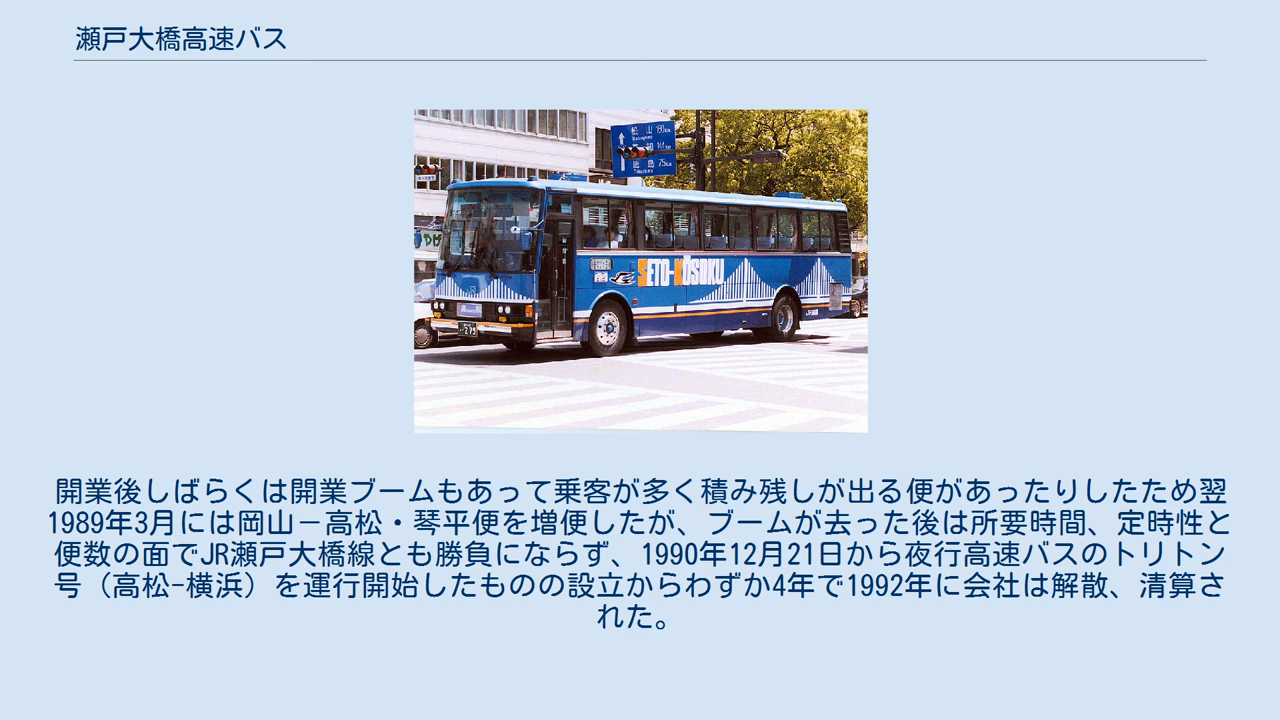 瀬戸大橋高速バス
松山 160km
徳島 75km
Tokushima
SETO-KŌSOKU
開業後しばらくは開業ブームもあって乗客が多く積み残しが出る便があったりしたため翌
1989年3月には岡山－高松・琴平便を増便したが、ブームが去った後は所要時間、定時性と
便数の面でJR瀬戸大橋線とも勝負にならず、1990年12月21日から夜行高速バスのトリトン
号（高松-横浜）を運行開始したものの設立からわずか4年で1992年に会社は解散、清算さ
れた。